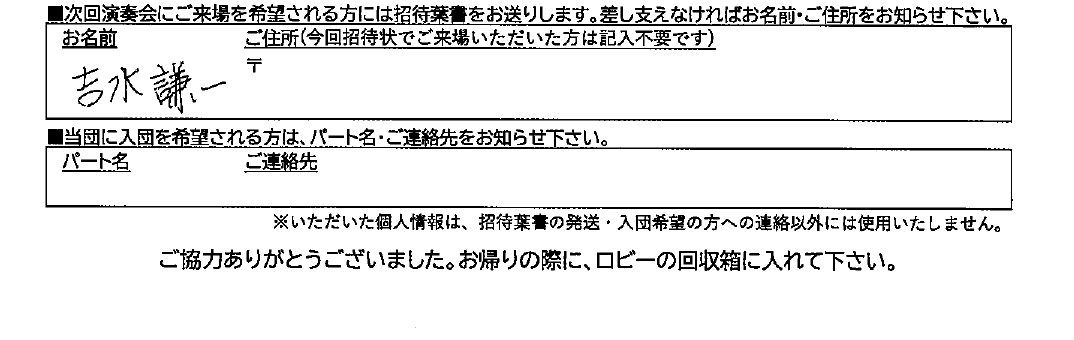 ■次回演奏会にご来場を希望される方には招待葉書をお送りします。差し支えなければお名前・ご住所をお知らせ下さい。
お名前 ご住所(今回招待状でご来場いただいた方は記入不要です)
〒
吉水謙一
■当団に入団を希望される方は、パート名・ご連絡先をお知らせ下さい。
パート名 ご連絡先
※いただいた個人情報は、招待葉書の発送・入団希望の方への連絡以外には使用いたしません。
ご協力ありがとうございました。お帰りの際に、ロビーの回収箱に入れて下さい。